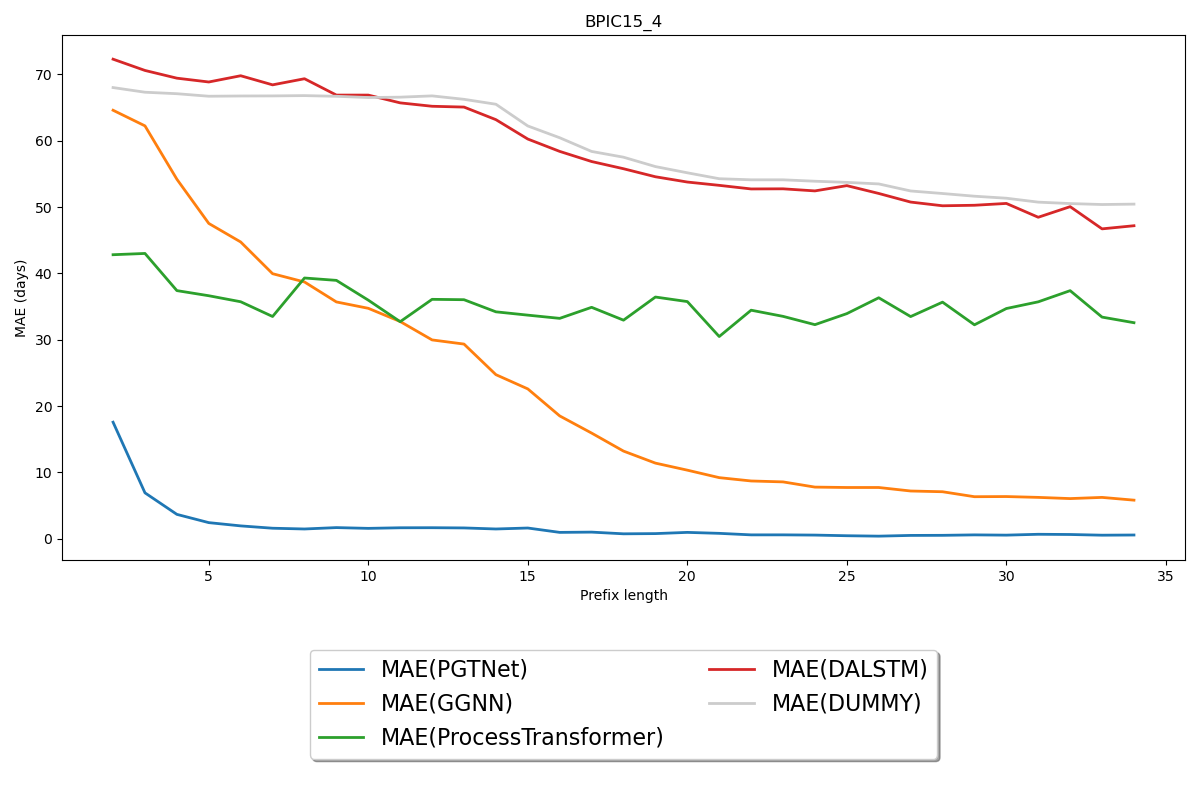 BPIC15_4
MAE (days)
70
60
50
40
30
20
10
0
5 10 15 20 25 30 35
Prefix length
MAE(PGTNet)
MAE(GGNN)
MAE(ProcessTransformer)
MAE(DALSTM)
MAE(DUMMY)